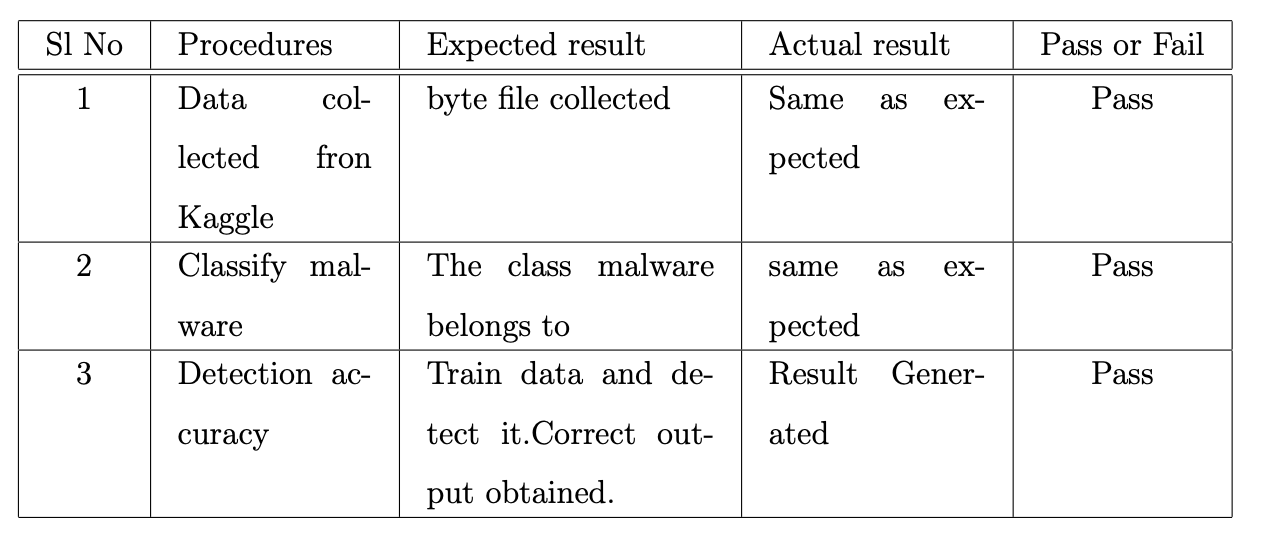 Sl No Procedures Expected result Actual result Pass or Fail
1 Data col- byte file collected Same as ex- Pass
lected fron pected
Kaggle
2 Classify mal- The class malware same as ex- Pass
ware belongs to pected
3 Detection ac- Train data and de- Result Gener- Pass
curacy tect it.Correct out- ated
put obtained.